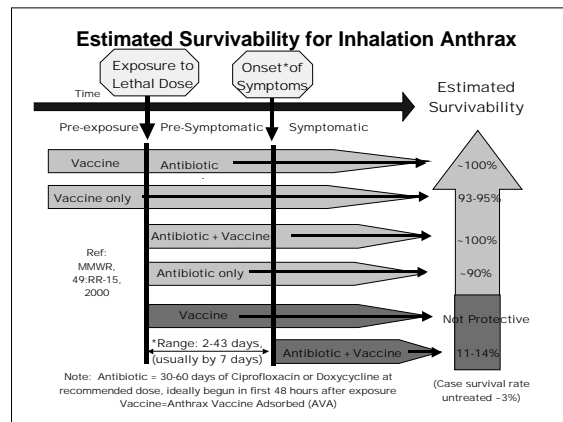 Estimated Survivability for Inhalation Anthrax
Exposure to
Lethal Dose
Onset*of
Symptoms
Estimated
Survivability
Time
Pre-exposure
Pre-Symptomatic
Symptomatic
Vaccine
Antibiotic
~100%
Vaccine only
93-95%
Antibiotic + Vaccine
~100%
Ref:
MMWR,
49:RR-15,
2000
Antibiotic only
~90%
Vaccine
Not Protective
*Range: 2-43 days,
(usually by 7 days)
Antibiotic + Vaccine
11-14%
Note: Antibiotic = 30-60 days of Ciprofloxacin or Doxycycline at
recommended dose, ideally begun in first 48 hours after exposure
Vaccine=Anthrax Vaccine Adsorbed (AVA)
(Case survival rate
untreated ~3%)